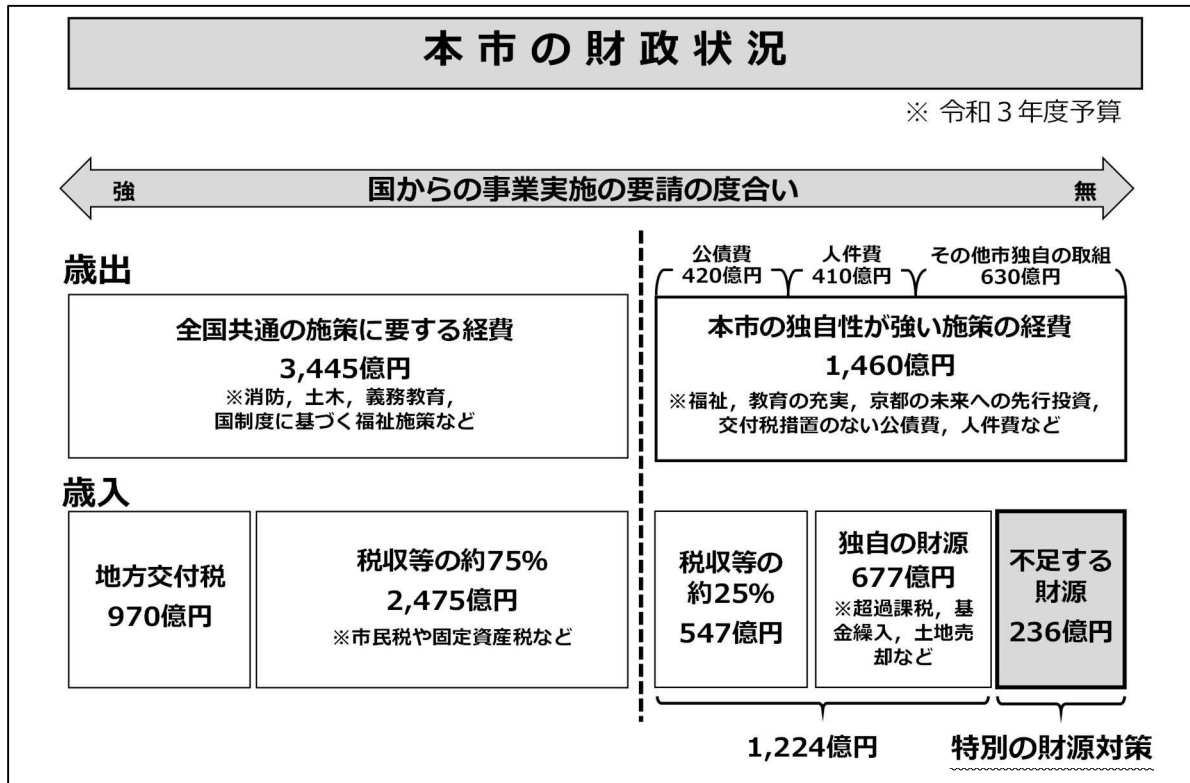 本市の財政状況
※ 令和３年度予算
強
国からの事業実施の要請の度合い
無
歳出
全国共通の施策に要する経費
3,445億円
※消防，土木，義務教育，
国制度に基づく福祉施策など
公債費
420億円
人件費
410億円
その他市独自の取組
630億円
本市の独自性が強い施策の経費
1,460億円
※福祉，教育の充実，京都の未来への先行投資，
交付税措置のない公債費，人件費など
歳入
地方交付税
970億円
税収等の約75%
2,475億円
※市民税や固定資産税など
税収等の
約25%
547億円
独自の財源
677億円
※超過課税，基
金繰入，土地売
却など
不足する
財源
236億円
1,224億円
特別の財源対策